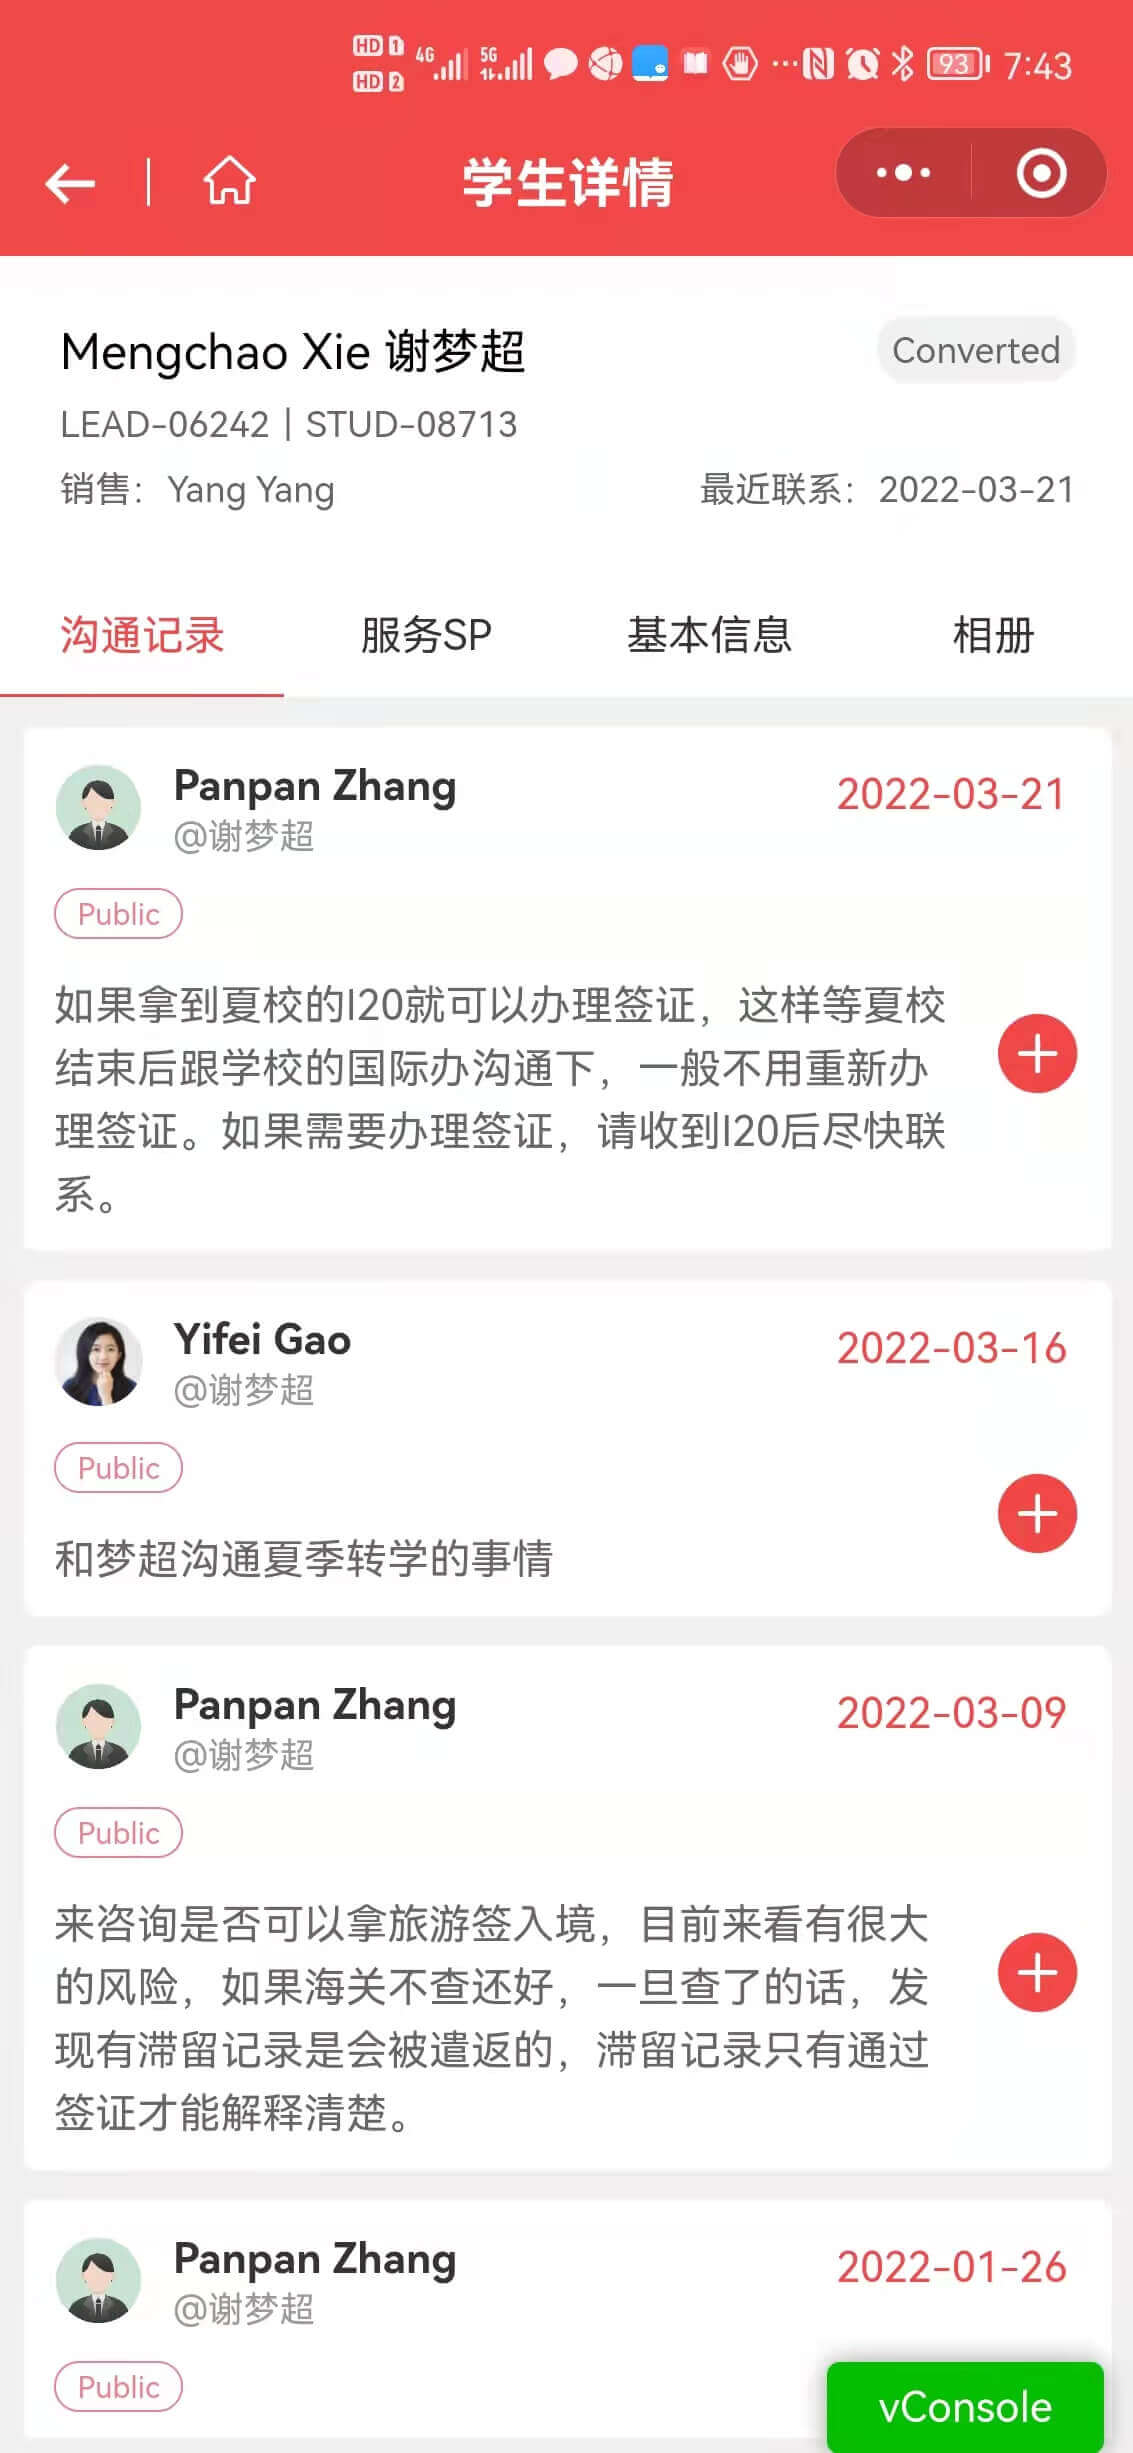 HD 1 4G 5G 93 7:43
HD 2
学生详情
Mengchao Xie 谢梦超 Converted
LEAD-06242 | STUD-08713
销售： Yang Yang 最近联系： 2022-03-21
沟通记录 服务SP 基本信息 相册
Panpan Zhang 2022-03-21
@谢梦超
Public
如果拿到夏校的I20就可以办理签证，这样等夏校
结束后跟学校的国际办沟通下，一般不用重新办
理签证。如果需要办理签证，请收到I20后尽快联
系。
Yifei Gao 2022-03-16
@谢梦超
Public
和梦超沟通夏季转学的事情
Panpan Zhang 2022-03-09
@谢梦超
Public
来咨询是否可以拿旅游签入境，目前来看有很大
的风险，如果海关不查还好，一旦查了的话，发
现有滞留记录是会被遣返的，滞留记录只有通过
签证才能解释清楚。
Panpan Zhang 2022-01-26
@谢梦超
Public
vConsole